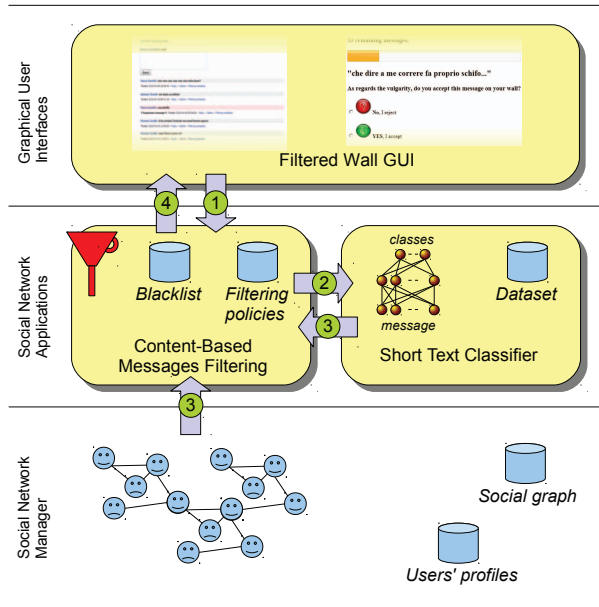 "che dire a me correre fa proprio schifo..."
As regards the vulgarity, do you accept this message on your wall?
No, I reject
YES, I accept
Filtered Wall GUI
Graphical User
Interfaces
4
1
Blacklist
Filtering
policies
Content-Based
Messages Filtering
2
3
classes
message
Dataset
Short Text Classifier
Social Network
Applications
3
Social graph
Users' profiles
Social Network
Manager